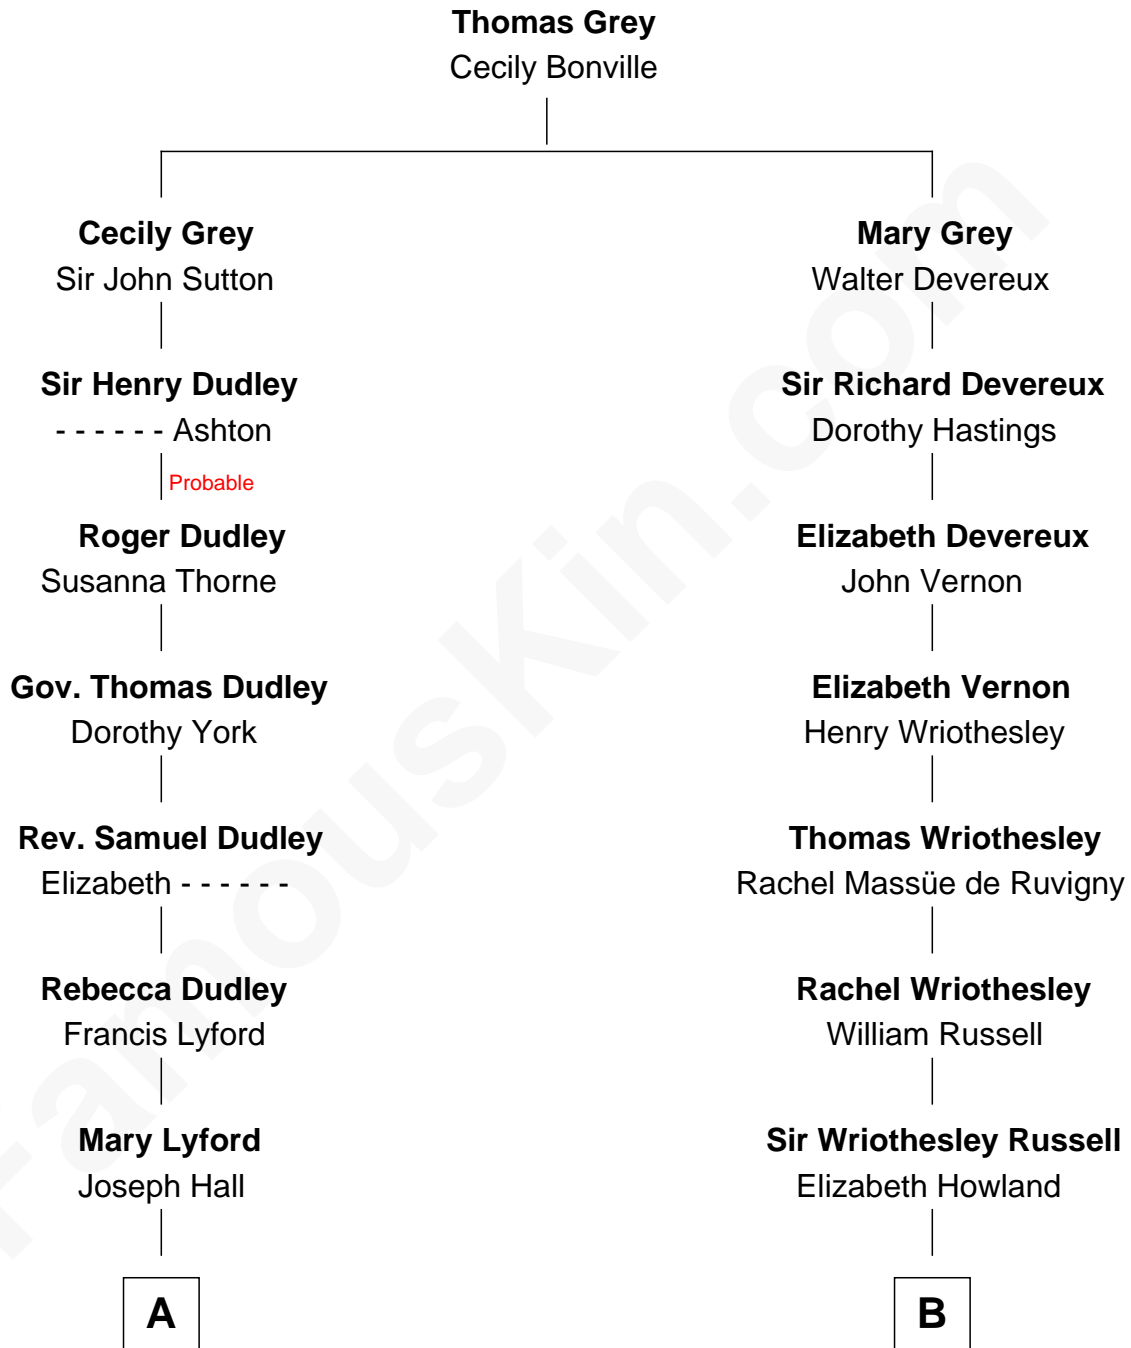 Thomas Grey
Cecily Bonville
Cecily Grey
Sir John Sutton
Sir Henry Dudley
- - - - - - Ashton
Probable
Roger Dudley
Susanna Thorne
Gov. Thomas Dudley
Dorothy York
Rev. Samuel Dudley
Elizabeth - - - - - -
Rebecca Dudley
Francis Lyford
Mary Lyford
Joseph Hall
A
Mary Grey
Walter Devereux
Sir Richard Devereux
Dorothy Hastings
Elizabeth Devereux
John Vernon
Elizabeth Vernon
Henry Wriothesley
Thomas Wriothesley
Rachel Massüe de Ruvigny
Rachel Wriothesley
William Russell
Sir Wriothesley Russell
Elizabeth Howland
B
FamousKin.com